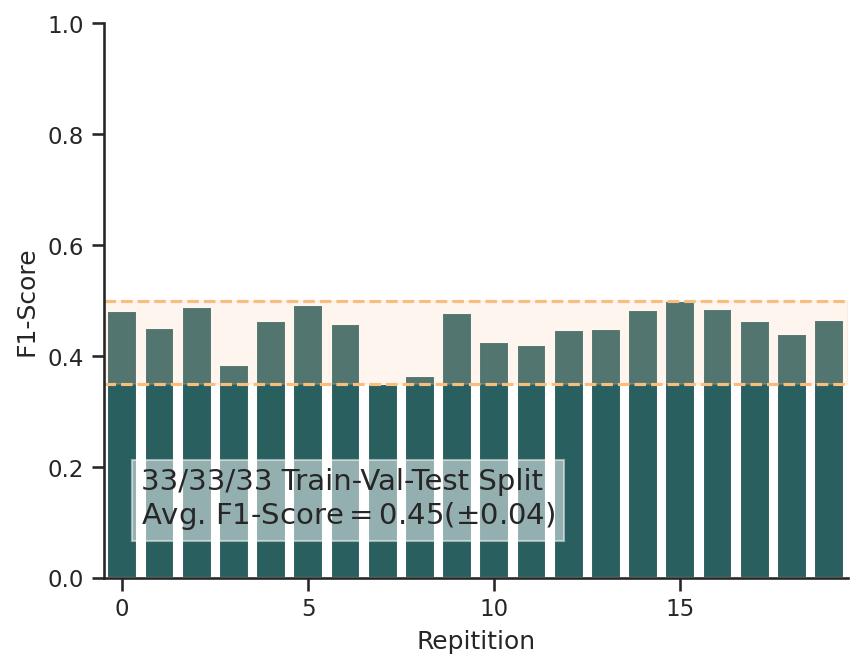 1.0
0.8
0.6
0.4
0.2
0.0
F1-Score
33/33/33 Train-Val-Test Split
Avg. F1-Score = 0.45(±0.04)
0 5 10 15
Repitition